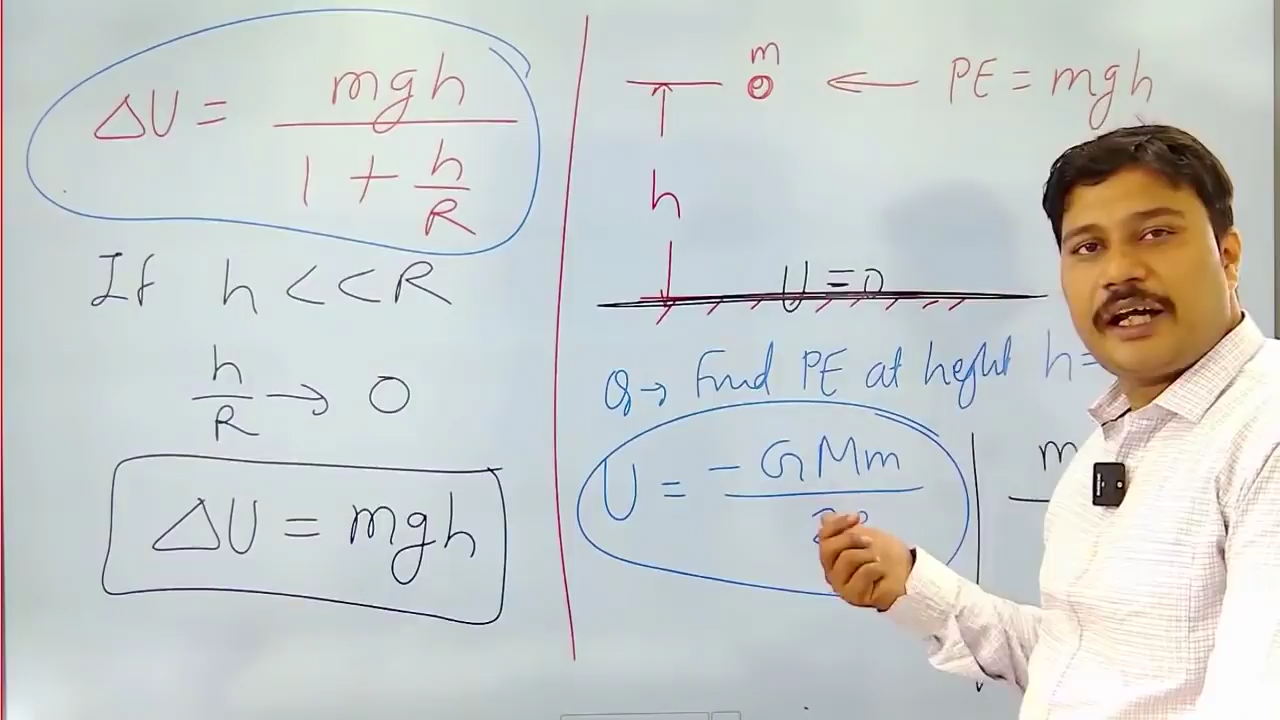 ΔU = mgh / (1 + h/R)
If h << R
h/R → 0
ΔU = mgh
m ← PE = mgh
h
U = 0
Q → Find PE at height h =
U = -GMm
m